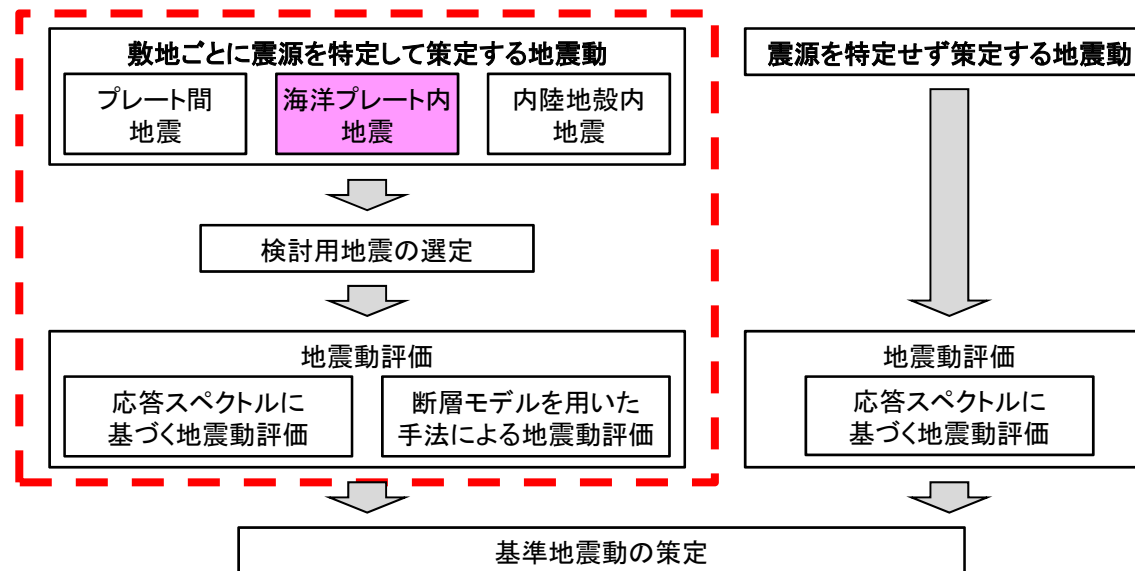 敷地ごとに震源を特定して策定する地震動
プレート間
地震
海洋プレート内
地震
内陸地殻内
地震
検討用地震の選定
地震動評価
応答スペクトルに
基づく地震動評価
断層モデルを用いた
手法による地震動評価
震源を特定せず策定する地震動
地震動評価
応答スペクトルに
基づく地震動評価
基準地震動の策定